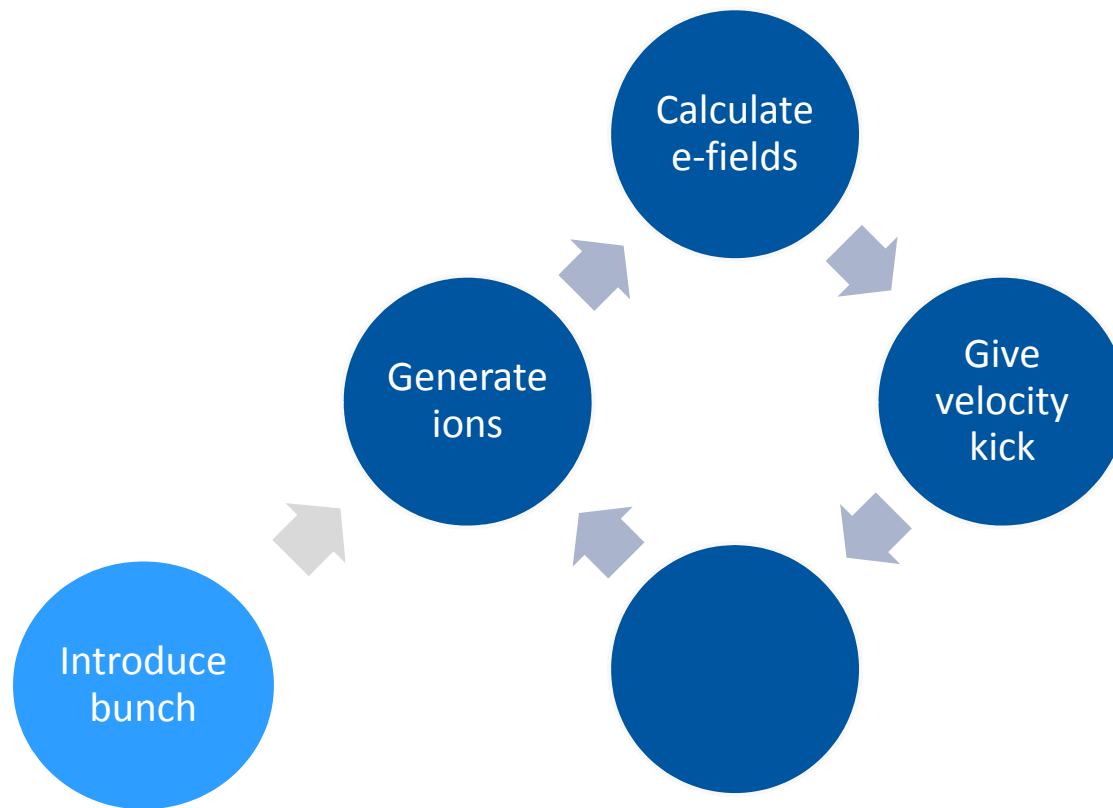 Calculate
e-fields
Generate
ions
Give
velocity
kick
Introduce
bunch